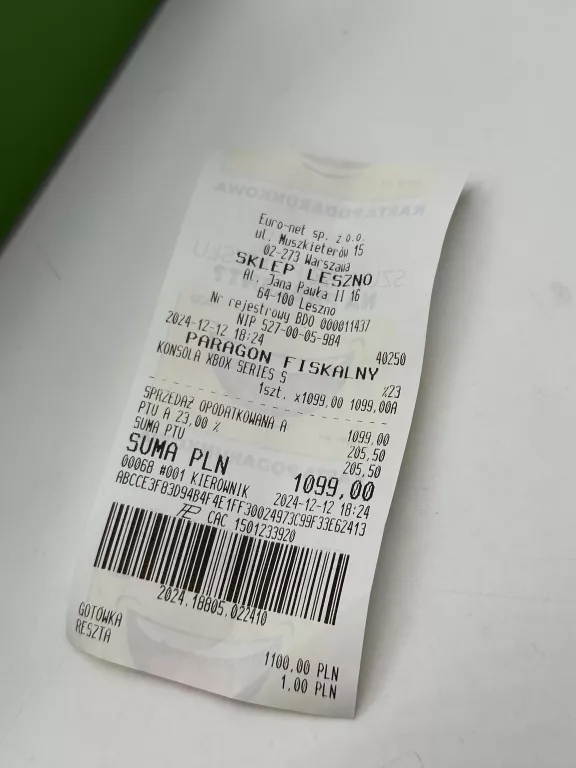 Euro-net sp. z o.o.
ul. Muszkieterów 15
02-273 Warszawa
SKLEP LESZNO
Al. Jana Pawła II 16
64-100 Leszno
Nr rejestrowy BDO 000011437
NIP 527-00-05-984
2024-12-12 18:24 40250
PARAGON FISKALNY
KONSOLA XBOX SERIES S %23
1szt. x1099,00 1099,00A
SPRZEDAŻ OPODATKOWANA A 1099,00
PTU A 23,00 % 205,50
SUMA PTU 205,50
SUMA PLN 1099,00
00068 #001 KIEROWNIK 2024-12-12 18:24
ABCCE3F83D94B4F4E1FF30024973C99F33E62413
CAC 1501233920
2024.18805.022410
GOTÓWKA 1100,00 PLN
RESZTA 1,00 PLN